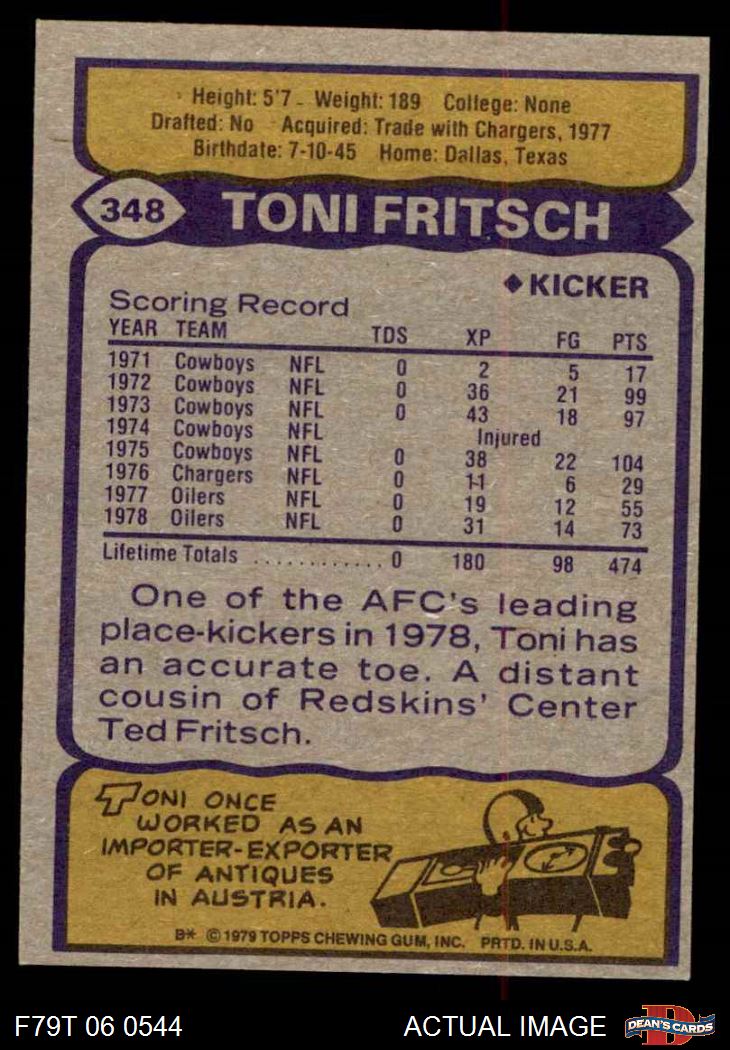 Height: 5'7 Weight: 189 College: None
Drafted: No Acquired: Trade with Chargers, 1977
Birthdate: 7-10-45 Home: Dallas, Texas
348 TONI FRITSCH
◆ KICKER
Scoring Record
YEAR TEAM TDS XP FG PTS
1971 Cowboys NFL 0 2 5 17
1972 Cowboys NFL 0 36 21 99
1973 Cowboys NFL 0 43 18 97
1974 Cowboys NFL Injured
1975 Cowboys NFL 0 38 22 104
1976 Chargers NFL 0 11 6 29
1977 Oilers NFL 0 19 12 55
1978 Oilers NFL 0 31 14 73
Lifetime Totals ............ 0 180 98 474
One of the AFC's leading
place-kickers in 1978, Toni has
an accurate toe. A distant
cousin of Redskins' Center
Ted Fritsch.
TONI ONCE
WORKED AS AN
IMPORTER-EXPORTER
OF ANTIQUES
IN AUSTRIA.
B* © 1979 TOPPS CHEWING GUM, INC. PRTD. IN U.S.A.
F79T 06 0544 ACTUAL IMAGE D DEAN'S CARDS